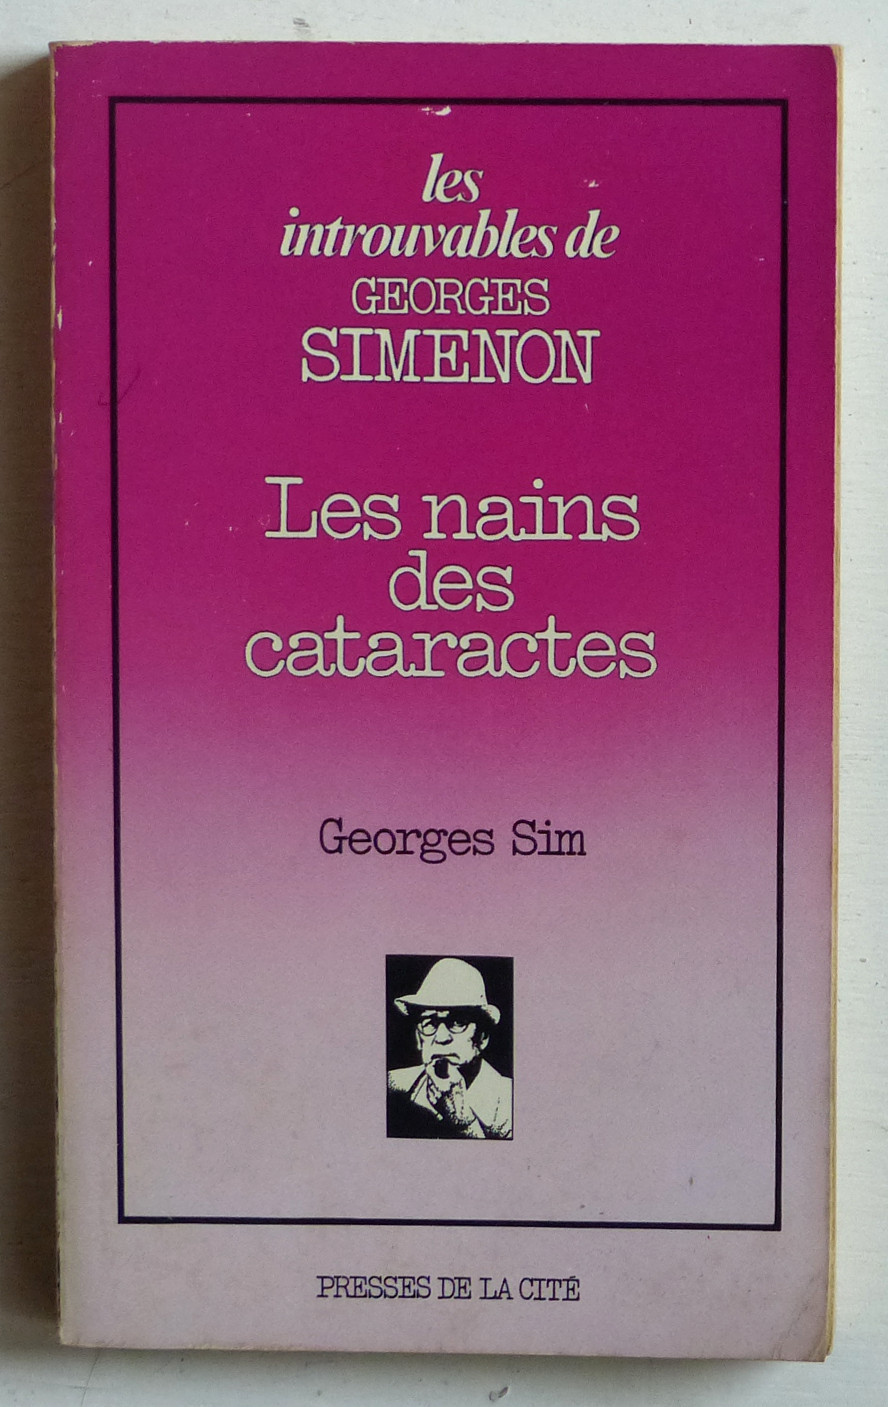 les
introuvables de
GEORGES
SIMENON
Les nains
des
cataractes
Georges Sim
PRESSES DE LA CITÉ